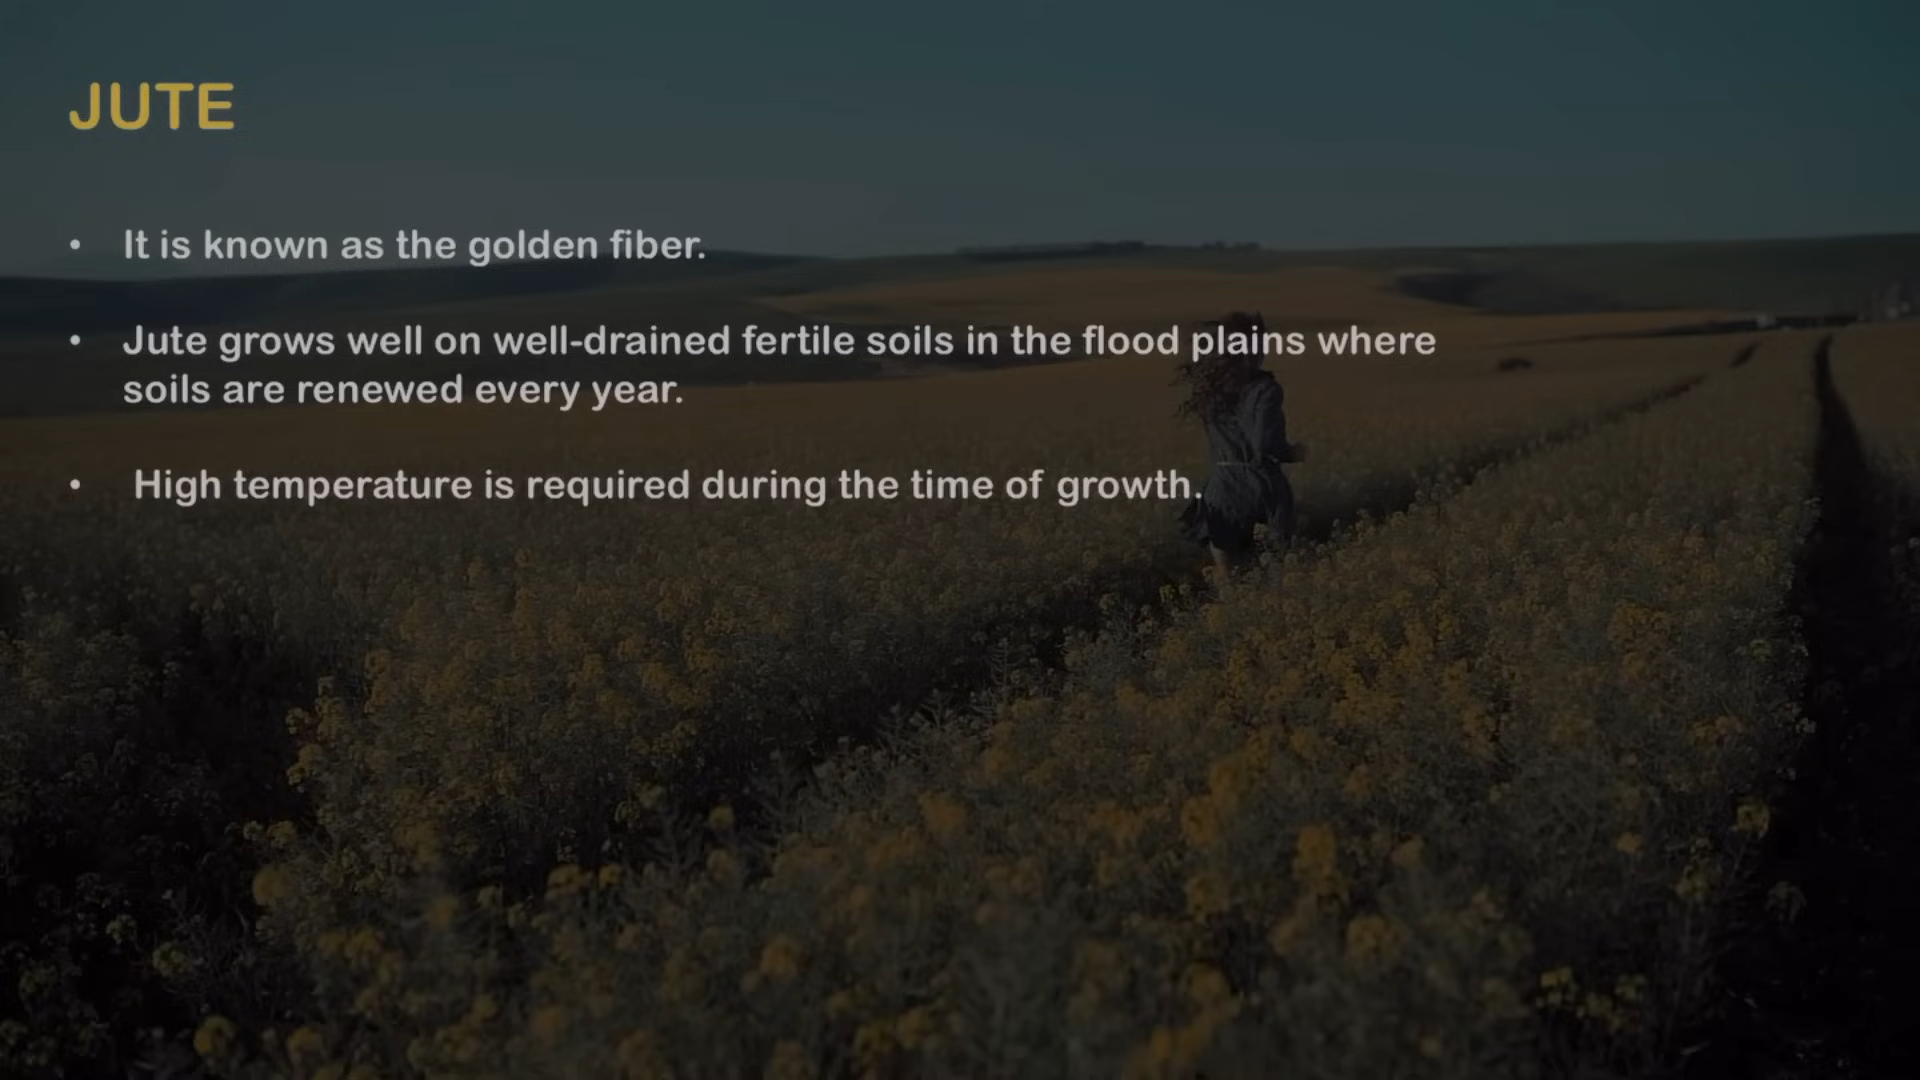 JUTE
• It is known as the golden fiber.
• Jute grows well on well-drained fertile soils in the flood plains where
soils are renewed every year.
• High temperature is required during the time of growth.